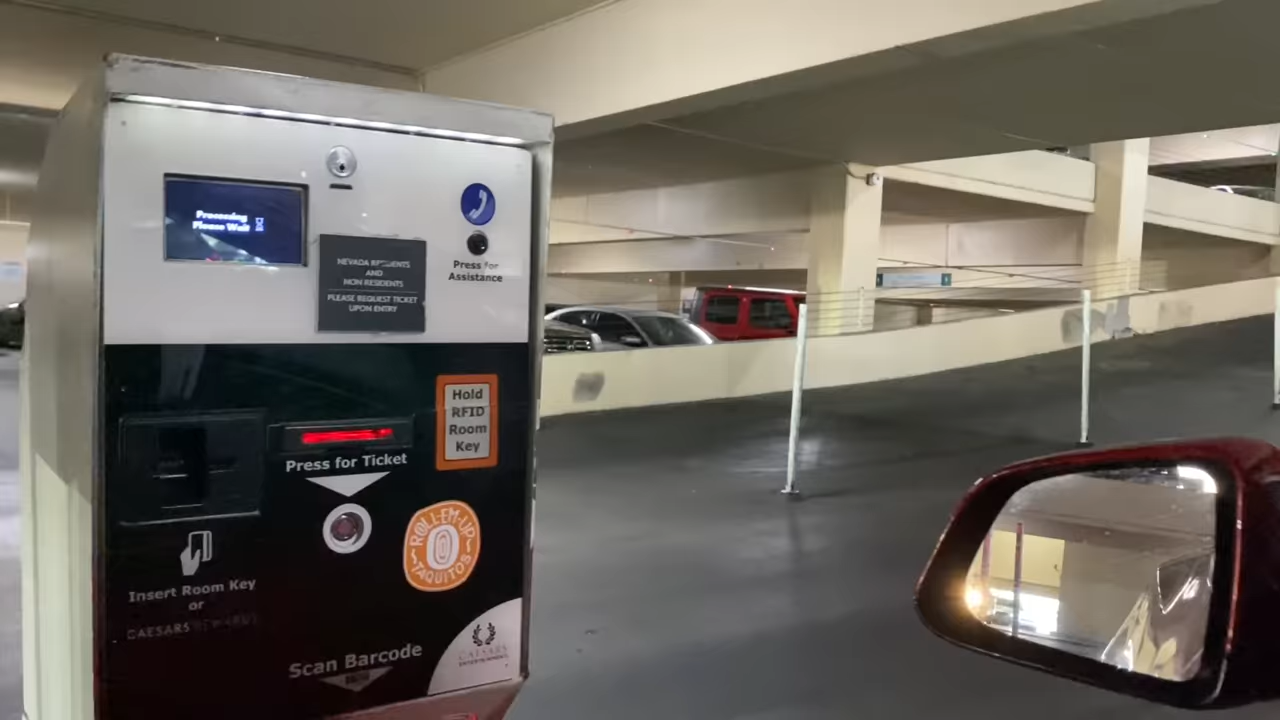 Processing
Please Wait
NEVADA RESIDENTS
AND
NON RESIDENTS
PLEASE REQUEST TICKET
UPON ENTRY
Press for
Assistance
Hold
RFID
Room
Key
Press for Ticket
ROLL-EM-UP
TAQUITOS
Insert Room Key
or
CAESARS REWARDS
Scan Barcode
CAESARS
ENTERTAINMENT